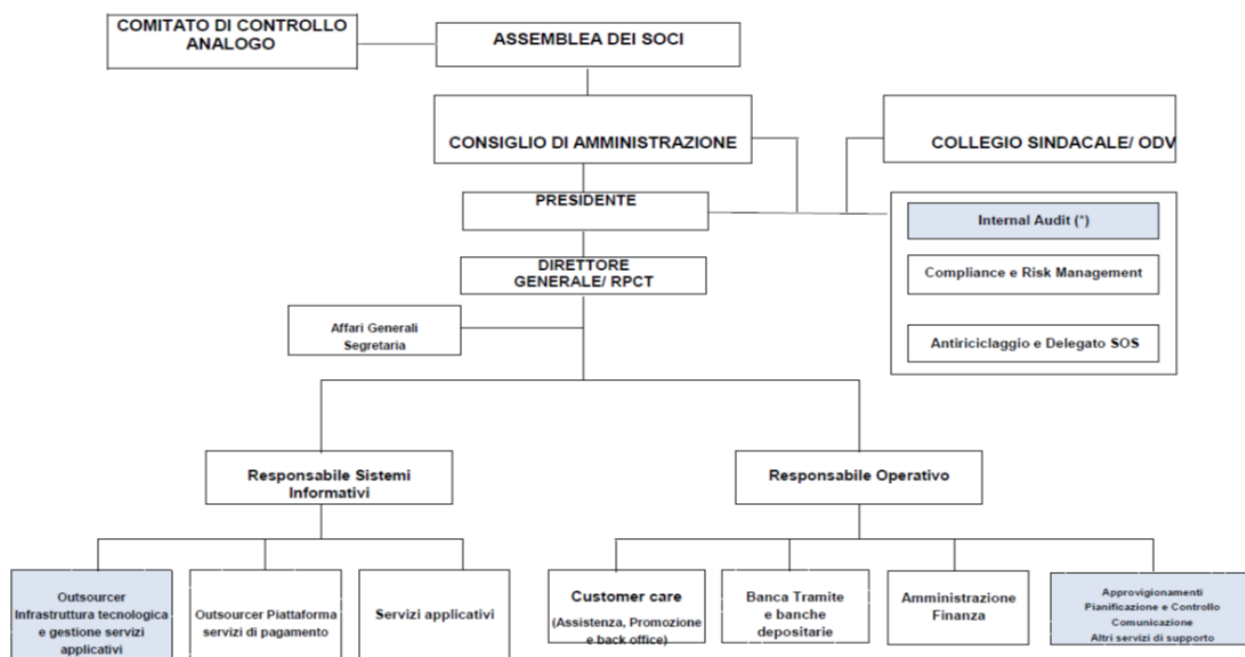 COMITATO DI CONTROLLO
ANALOGO
ASSEMBLEA DEI SOCI
CONSIGLIO DI AMMINISTRAZIONE
COLLEGIO SINDACALE/ ODV
PRESIDENTE
Internal Audit (*)
DIRETTORE
GENERALE/ RPCT
Compliance e Risk Management
Affari Generali
Segretaria
Antiriciclaggio e Delegato SOS
Responsabile Sistemi
Informativi
Responsabile Operativo
Outsourcer
Infrastruttura tecnologica
e gestione servizi
applicativi
Outsourcer Piattaforma
servizi di pagamento
Servizi applicativi
Customer care
(Assistenza, Promozione
e back office)
Banca Tramite
e banche
depositarie
Amministrazione
Finanza
Approvigionamenti
Pianificazione e Controllo
Comunicazione
Altri servizi di supporto